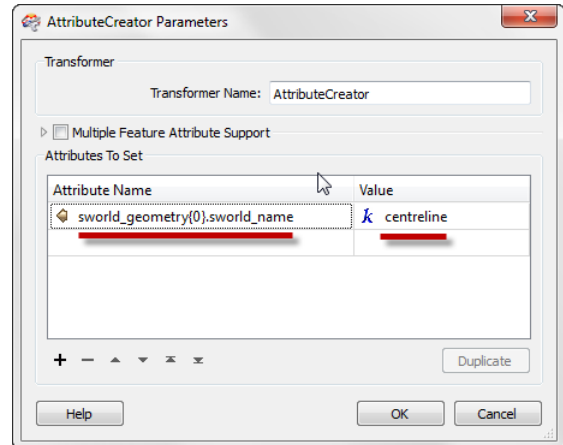 AttributeCreator Parameters
Transformer
Transformer Name: AttributeCreator
Multiple Feature Attribute Support
Attributes To Set
Attribute Name Value
sworld_geometry{0}.sworld_name k centreline
Duplicate
Help OK Cancel